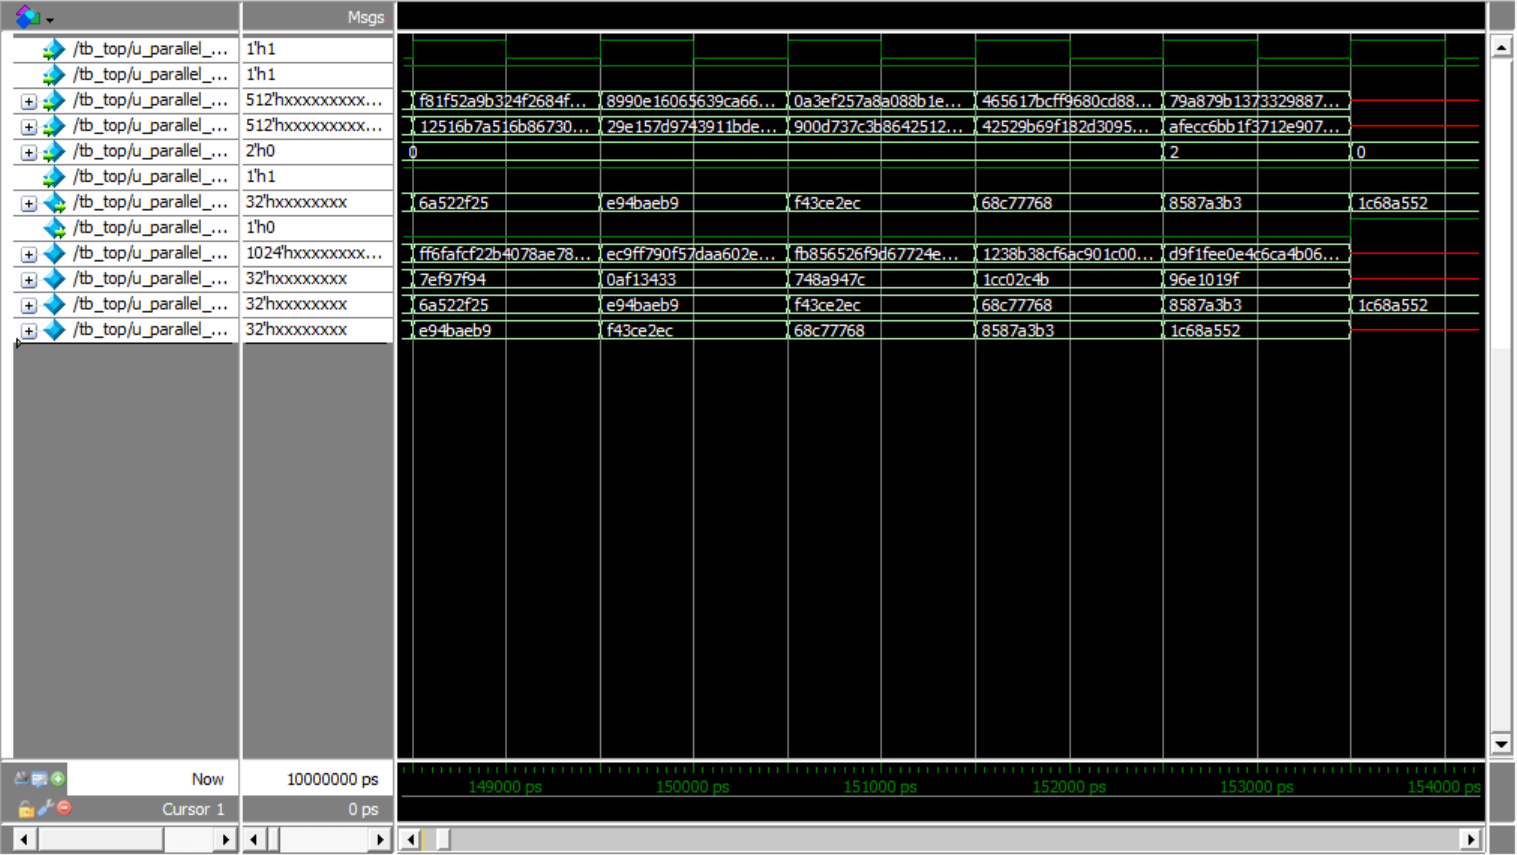 Msgs
/tb_top/u_parallel_... 1'h1
/tb_top/u_parallel_... 1'h1
/tb_top/u_parallel_... 512'hxxxxxxxxx... f81f52a9b324f2684f... 8990e16065639ca66... 0a3ef257a8a088b1e... 465617bcff9680cd88... 79a879b1373329887...
/tb_top/u_parallel_... 512'hxxxxxxxxx... 12516b7a516b86730... 29e157d9743911bde... 900d737c3b8642512... 42529b69f182d3095... afecc6bb1f3712e907...
/tb_top/u_parallel_... 2'h0 0 2 0
/tb_top/u_parallel_... 1'h1
/tb_top/u_parallel_... 32'hxxxxxxxx 6a522f25 e94baeb9 f43ce2ec 68c77768 8587a3b3 1c68a552
/tb_top/u_parallel_... 1'h0
/tb_top/u_parallel_... 1024'hxxxxxxxx... ff6fafcf22b4078ae78... ec9ff790f57daa602e... fb856526f9d67724e... 1238b38cf6ac901c00... d9f1fee0e4c6ca4b06...
/tb_top/u_parallel_... 32'hxxxxxxxx 7ef97f94 0af13433 748a947c 1cc02c4b 96e1019f
/tb_top/u_parallel_... 32'hxxxxxxxx 6a522f25 e94baeb9 f43ce2ec 68c77768 8587a3b3 1c68a552
/tb_top/u_parallel_... 32'hxxxxxxxx e94baeb9 f43ce2ec 68c77768 8587a3b3 1c68a552
Now 10000000 ps 149000 ps 150000 ps 151000 ps 152000 ps 153000 ps 154000 ps
Cursor 1 0 ps